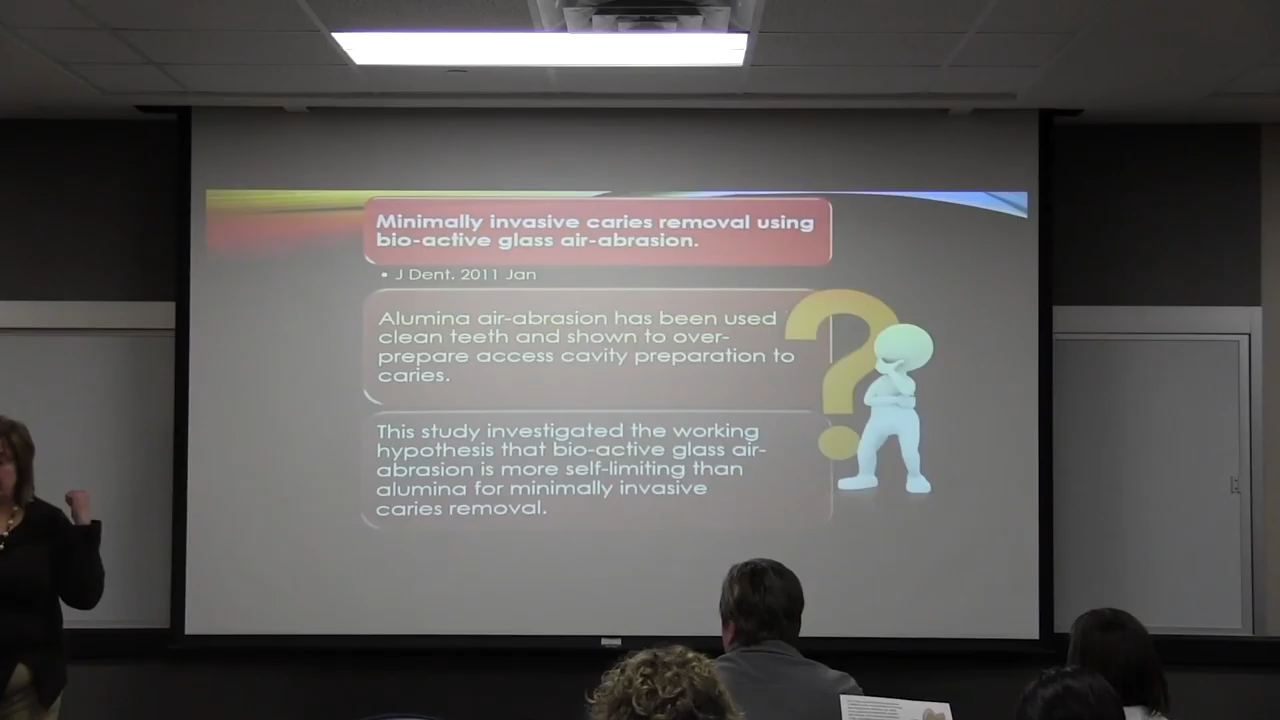 Minimally invasive caries removal using
bio-active glass air-abrasion.
• J Dent. 2011 Jan
Alumina air-abrasion has been used
clean teeth and shown to over-
prepare access cavity preparation to
caries.
This study investigated the working
hypothesis that bio-active glass air-
abrasion is more self-limiting than
alumina for minimally invasive
caries removal.
?